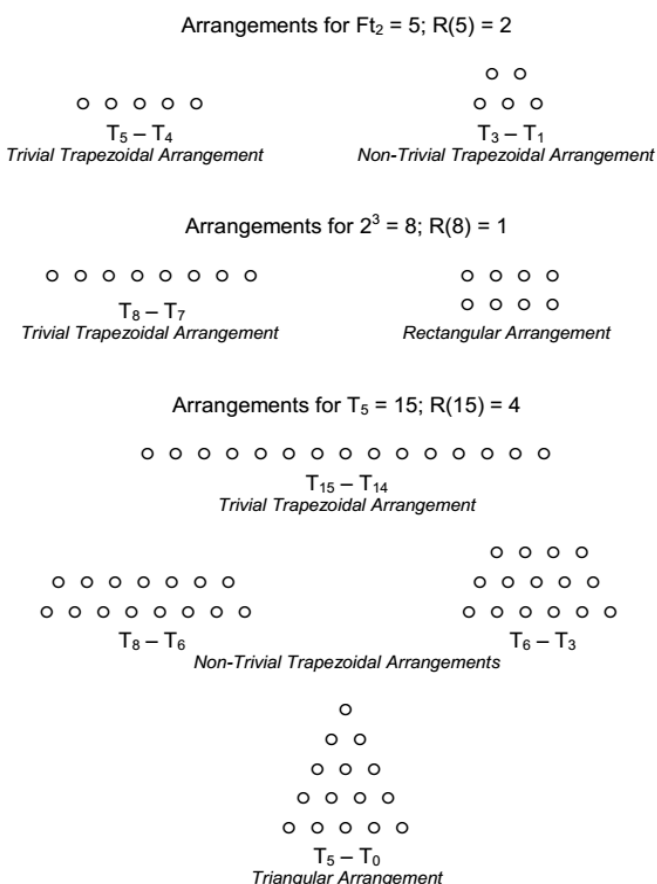 Arrangements for Ft₂ = 5; R(5) = 2
T₅ – T₄
Trivial Trapezoidal Arrangement
T₃ – T₁
Non-Trivial Trapezoidal Arrangement
Arrangements for 2³ = 8; R(8) = 1
T₈ – T₇
Trivial Trapezoidal Arrangement
Rectangular Arrangement
Arrangements for T₅ = 15; R(15) = 4
T₁₅ – T₁₄
Trivial Trapezoidal Arrangement
T₈ – T₆
T₆ – T₃
Non-Trivial Trapezoidal Arrangements
T₅ – T₀
Triangular Arrangement